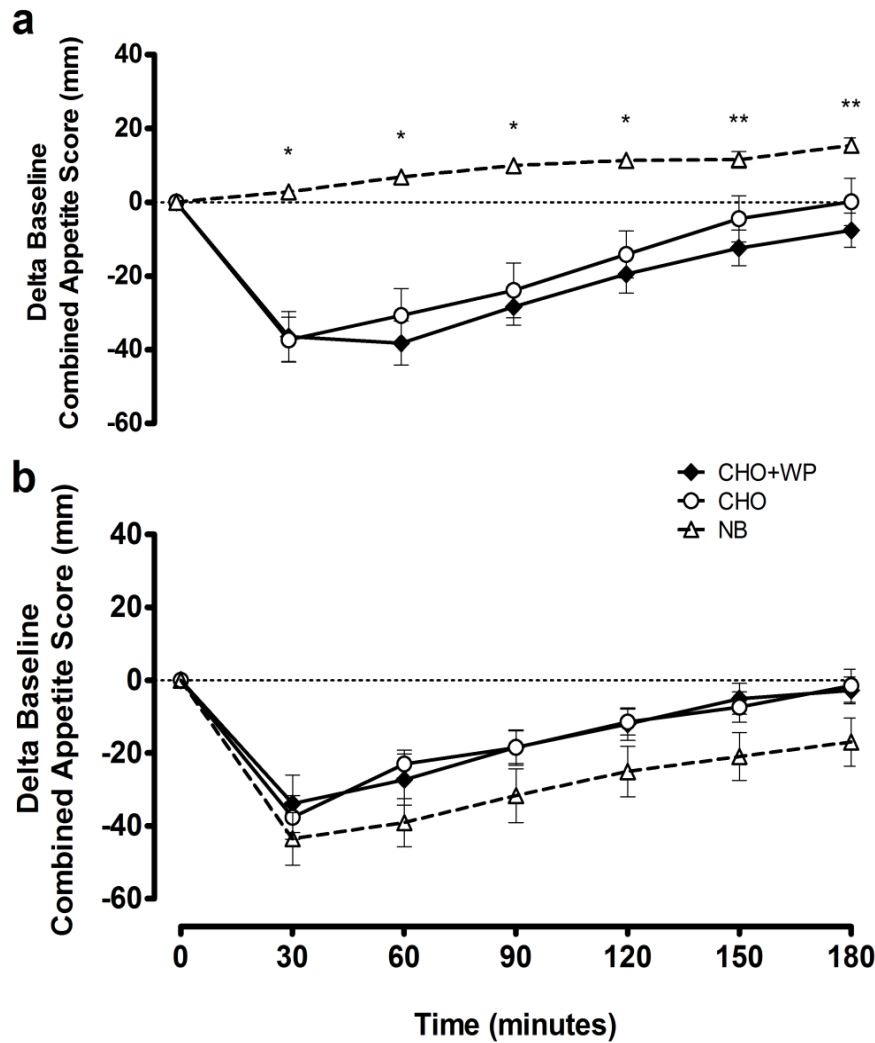 a
Delta Baseline
Combined Appetite Score (mm)
40
20
0
-20
-40
-60
*
*
*
*
**
**
b
Delta Baseline
Combined Appetite Score (mm)
40
20
0
-20
-40
-60
CHO+WP
CHO
NB
0 30 60 90 120 150 180
Time (minutes)